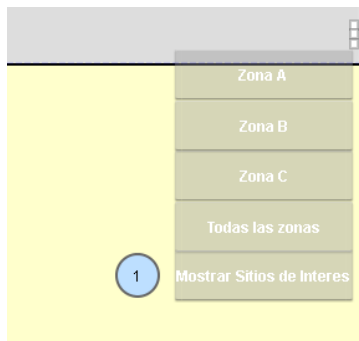 Zona A
Zona B
Zona C
Todas las zonas
1
Mostrar Sitios de Interes